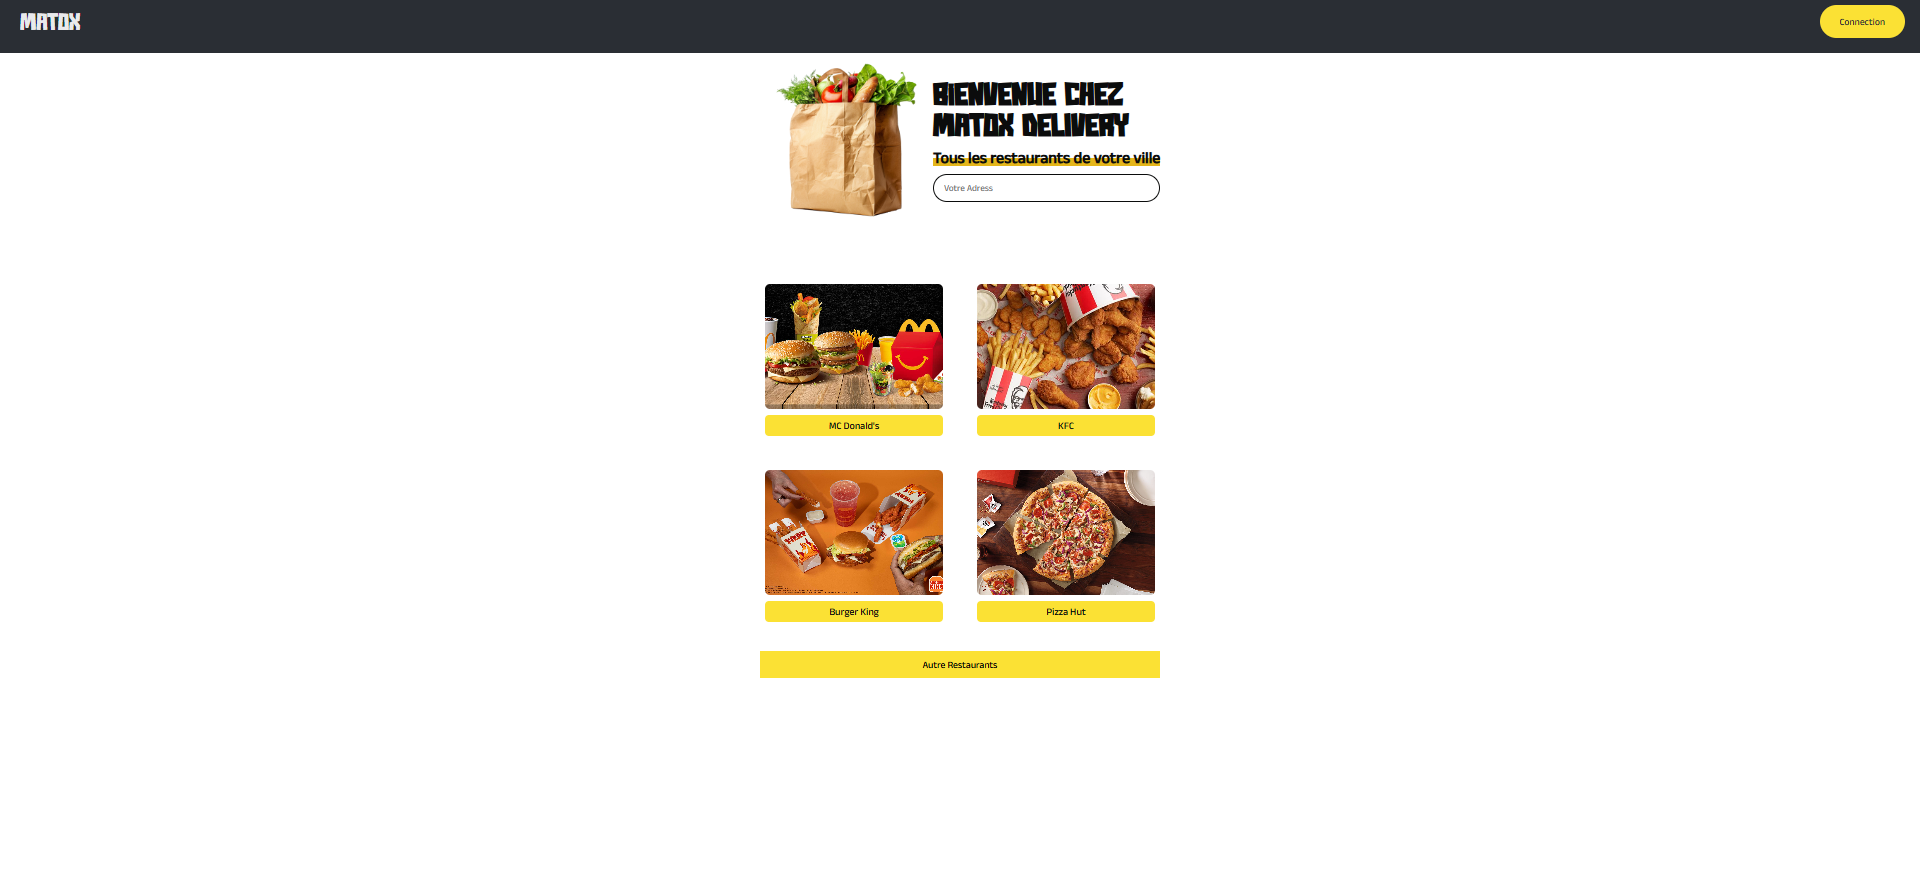 MATOX
Connection
BIENVENUE CHEZ
MATOX DELIVERY
Tous les restaurants de votre ville
Votre Adress
MC Donald's
KFC
Burger King
Pizza Hut
Autre Restaurants